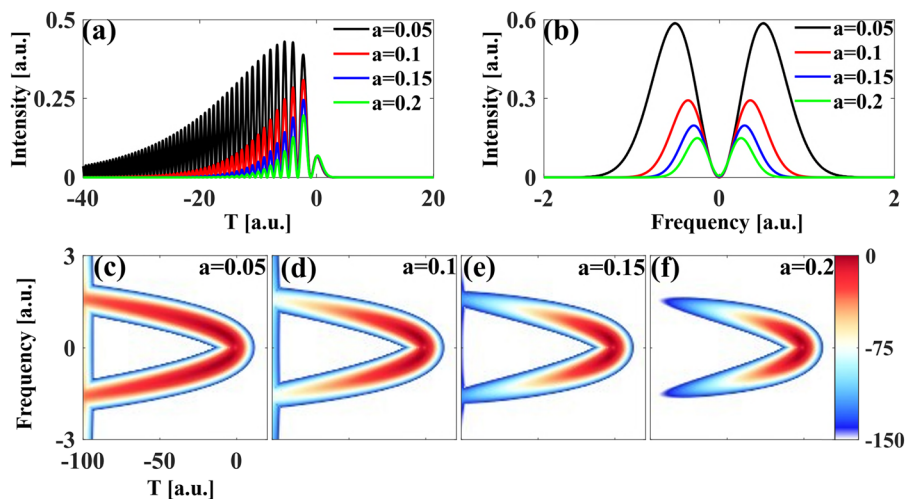 0.5
(a)
a=0.05
a=0.1
a=0.15
a=0.2
0.25
0
Intensity [a.u.]
-40
-20
0
20
T [a.u.]
0.6
(b)
a=0.05
a=0.1
a=0.15
a=0.2
0.3
0
Intensity [a.u.]
-2
0
2
Frequency [a.u.]
3
(c)
a=0.05
(d)
a=0.1
(e)
a=0.15
(f)
a=0.2
0
0
-75
-3
-150
Frequency [a.u.]
-100
-50
0
T [a.u.]